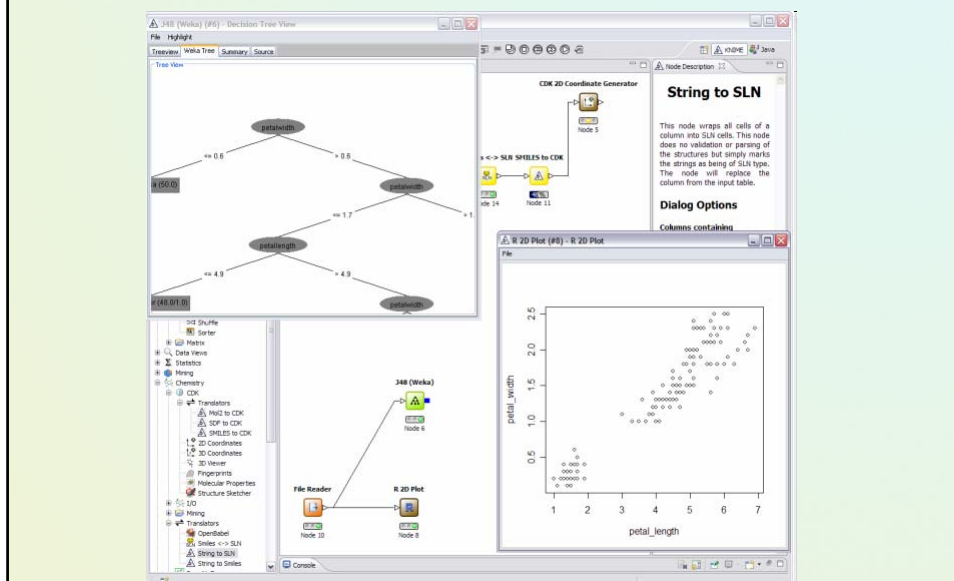 J48 (Weka) (#6) - Decision Tree View
File Highlight
Treeview Weka Tree Summary Source
Tree View
petalwidth
<= 0.6
> 0.6
a (50.0)
petalwidth
<= 1.7
> 1.
petallength
<= 4.9
> 4.9
x (48.0/1.0)
petalwidth
KNIME Java
CDK 2D Coordinate Generator
Node 5
s <-> SLN SMILES to CDK
de 14
Node 11
Node Description
String to SLN
This node wraps all cells of a
column into SLN cells. This node
does no validation or parsing of
the structures but simply marks
the strings as being of SLN type.
The node will replace the
column from the input table.
Dialog Options
Columns containing
Shuffle
Sorter
Matrix
Data Views
Statistics
Mining
Chemistry
CDK
Translators
Mol2 to CDK
SDF to CDK
SMILES to CDK
2D Coordinates
3D Coordinates
3D Viewer
Fingerprints
Molecular Properties
Structure Sketcher
I/O
Mining
Translators
OpenBabel
Smiles <-> SLN
String to SLN
String to Smiles
J48 (Weka)
Node 6
File Reader
Node 10
R 2D Plot
Node 8
Console
R 2D Plot (#8) - R 2D Plot
File
petal_width
2.5
2.0
1.5
1.0
0.5
1 2 3 4 5 6 7
petal_length